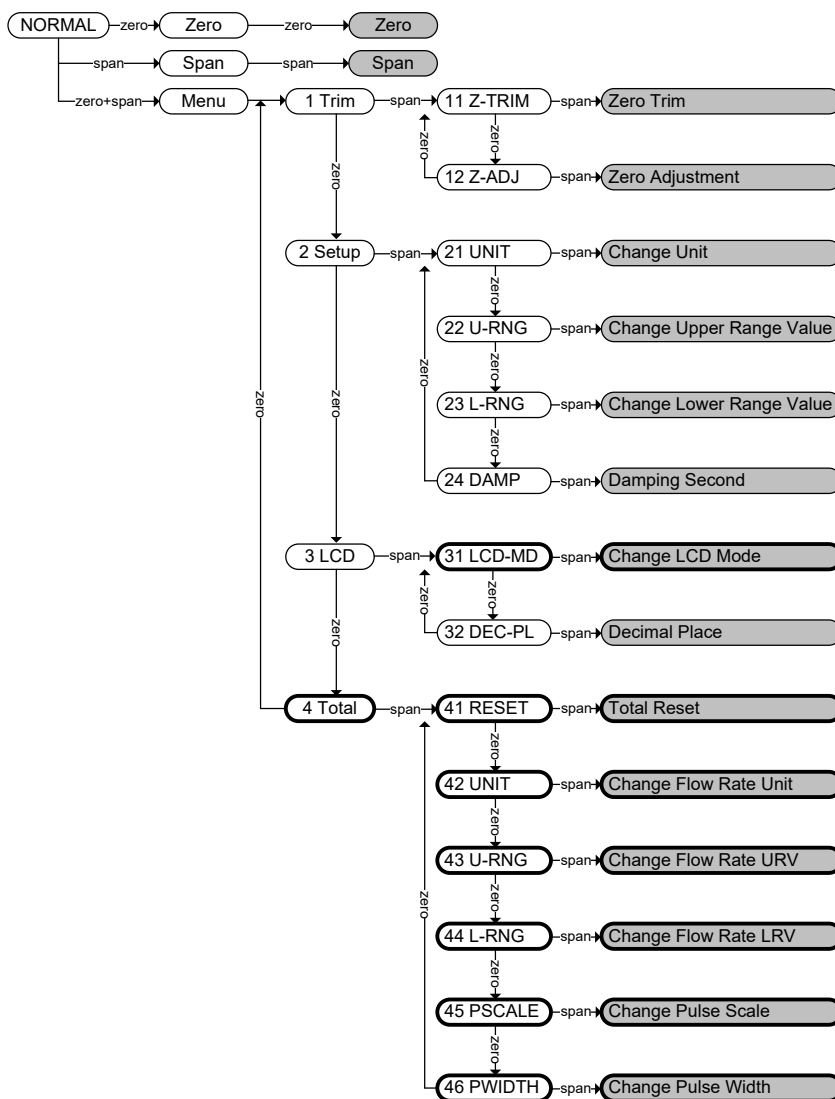 NORMAL zero Zero zero Zero
span Span span Span
zero+span Menu 1 Trim span 11 Z-TRIM span Zero Trim
zero zero zero
12 Z-ADJ span Zero Adjustment
2 Setup span 21 UNIT span Change Unit
zero
22 U-RNG span Change Upper Range Value
zero zero zero zero
23 L-RNG span Change Lower Range Value
zero
24 DAMP span Damping Second
3 LCD span 31 LCD-MD span Change LCD Mode
zero zero zero
32 DEC-PL span Decimal Place
4 Total span 41 RESET span Total Reset
zero
42 UNIT span Change Flow Rate Unit
zero
43 U-RNG span Change Flow Rate URV
zero zero
44 L-RNG span Change Flow Rate LRV
zero
45 PSCALE span Change Pulse Scale
zero
46 PWIDTH span Change Pulse Width